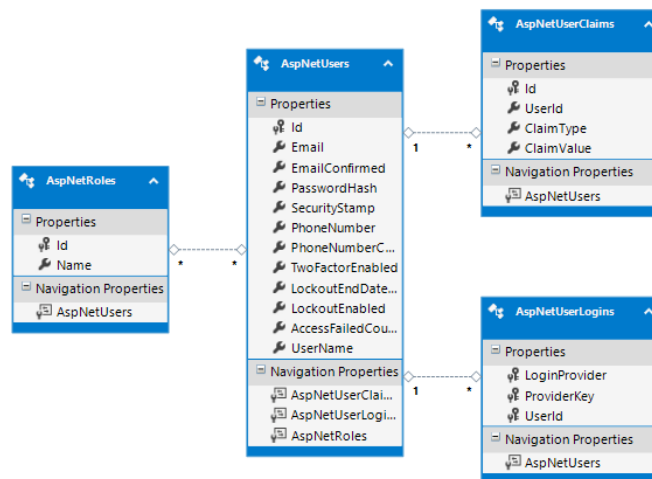 AspNetRoles
Properties
Id
Name
Navigation Properties
AspNetUsers
*
*
AspNetUsers
Properties
Id
Email
EmailConfirmed
PasswordHash
SecurityStamp
PhoneNumber
PhoneNumberC...
TwoFactorEnabled
LockoutEndDate...
LockoutEnabled
AccessFailedCou...
UserName
Navigation Properties
AspNetUserClai...
AspNetUserLogi...
AspNetRoles
1
*
AspNetUserClaims
Properties
Id
UserId
ClaimType
ClaimValue
Navigation Properties
AspNetUsers
1
*
AspNetUserLogins
Properties
LoginProvider
ProviderKey
UserId
Navigation Properties
AspNetUsers